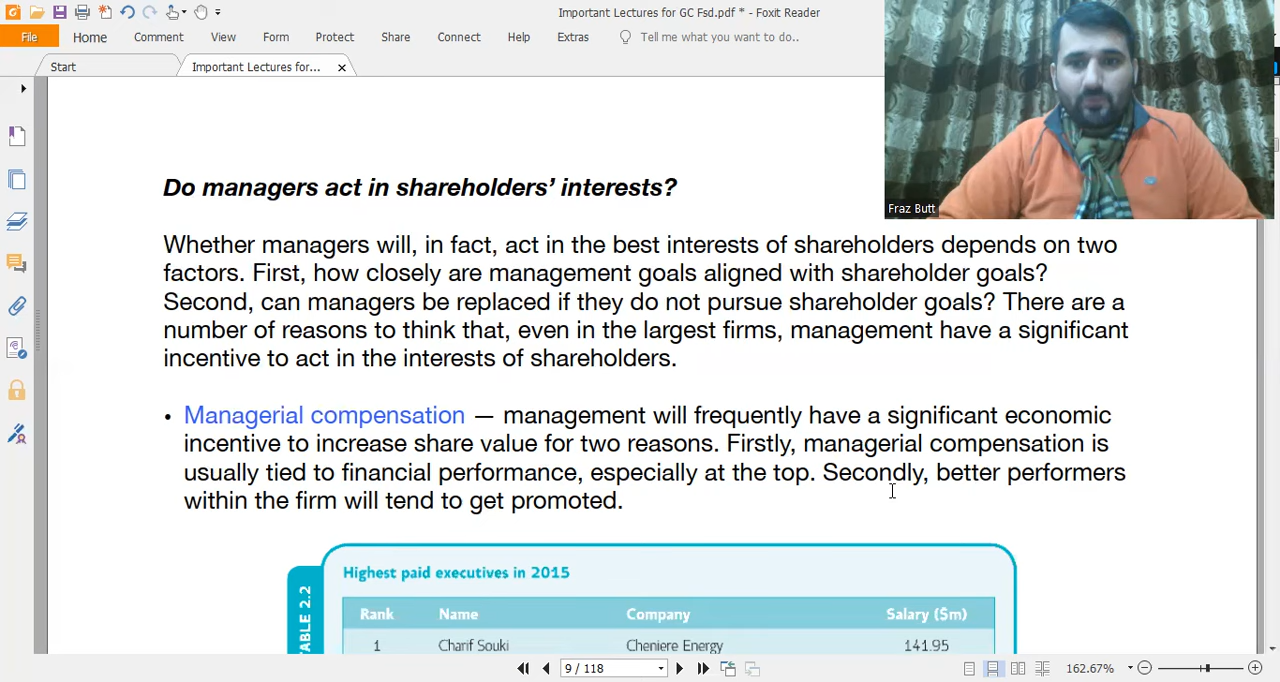 Important Lectures for GC Fsd.pdf * - Foxit Reader
File Home Comment View Form Protect Share Connect Help Extras Tell me what you want to do..
Start Important Lectures for...
Fraz Butt
Do managers act in shareholders' interests?
Whether managers will, in fact, act in the best interests of shareholders depends on two
factors. First, how closely are management goals aligned with shareholder goals?
Second, can managers be replaced if they do not pursue shareholder goals? There are a
number of reasons to think that, even in the largest firms, management have a significant
incentive to act in the interests of shareholders.
• Managerial compensation — management will frequently have a significant economic
incentive to increase share value for two reasons. Firstly, managerial compensation is
usually tied to financial performance, especially at the top. Secondly, better performers
within the firm will tend to get promoted.
Highest paid executives in 2015
TABLE 2.2
Rank Name Company Salary ($m)
1 Charif Souki Cheniere Energy 141.95
9 / 118
162.67%